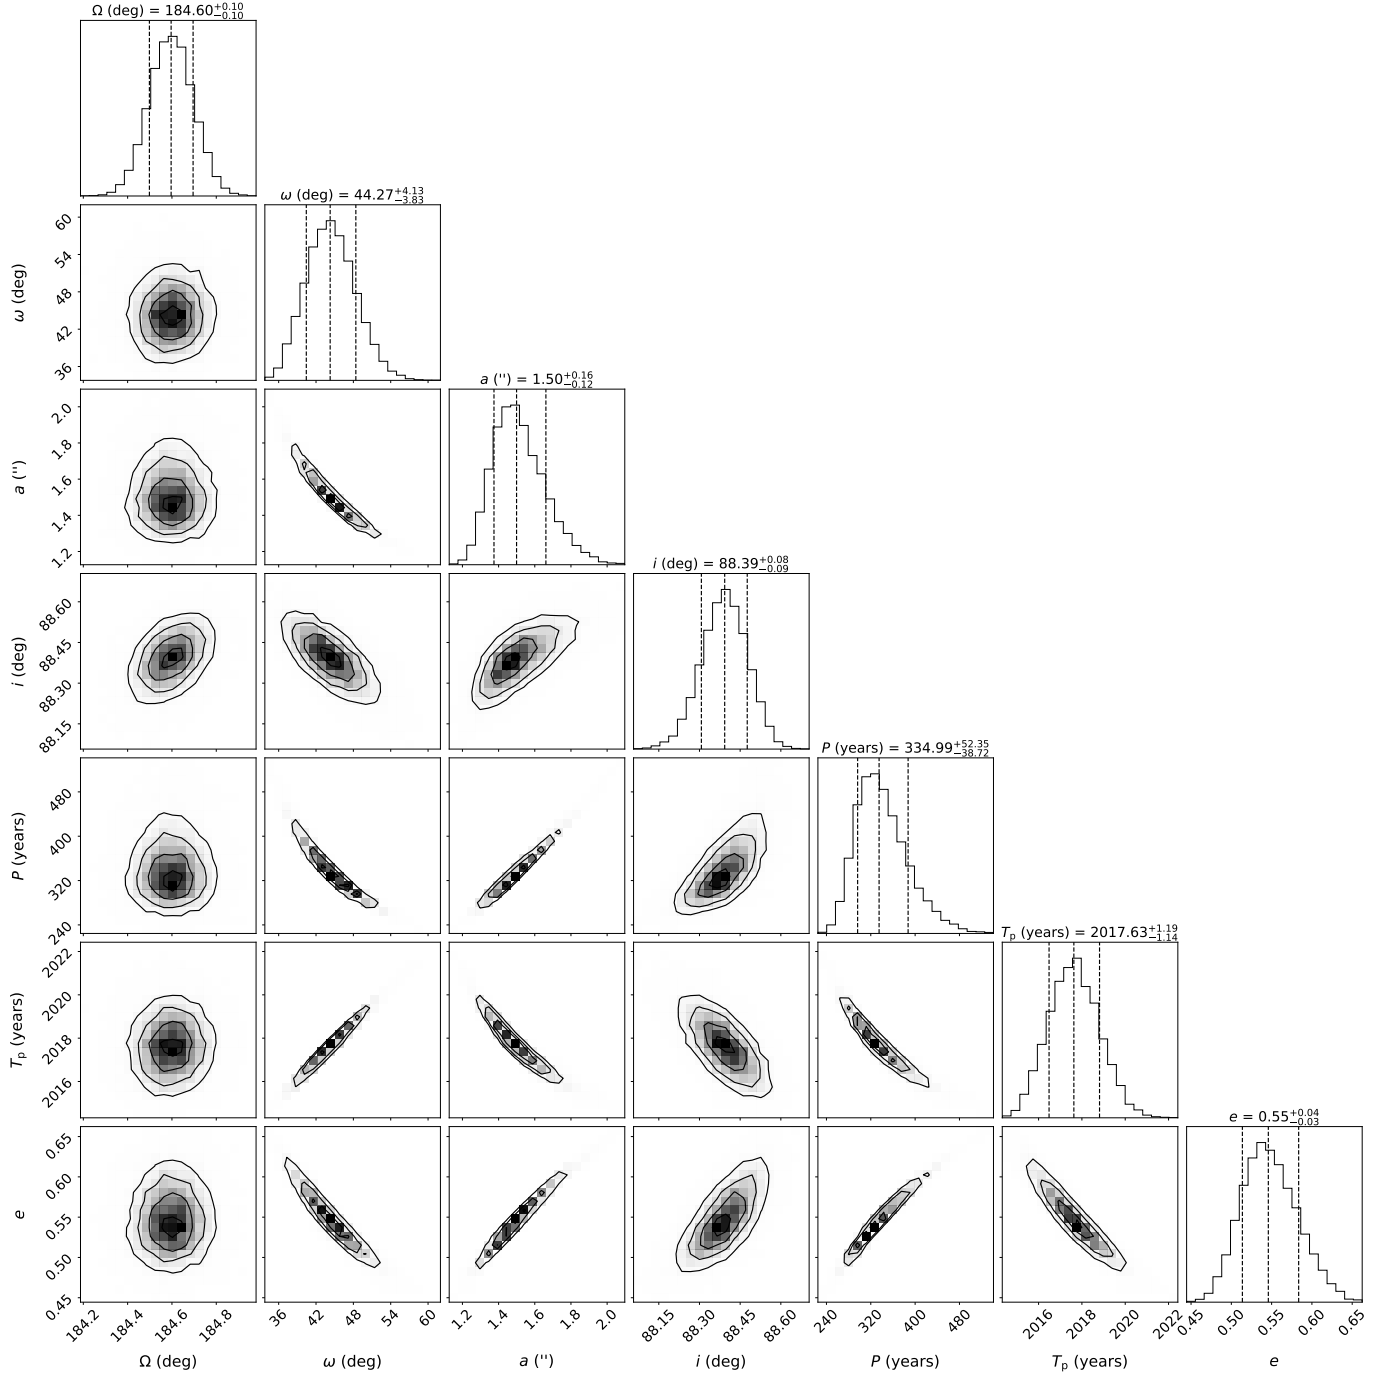 Ω (deg) = 184.60+0.10−0.10
ω (deg) = 44.27+4.13−3.83
60
54
48
42
36
ω (deg)
a ('') = 1.50+0.16−0.12
2.0
1.8
1.6
1.4
1.2
a ('')
i (deg) = 88.39+0.08−0.09
88.60
88.45
88.30
88.15
i (deg)
P (years) = 334.99+52.35−38.72
480
400
320
240
P (years)
Tp (years) = 2017.63+1.19−1.14
2022
2020
2018
2016
Tp (years)
e = 0.55+0.04−0.03
0.65
0.60
0.55
0.50
0.45
e
184.2 184.4 184.6 184.8
36 42 48 54 60
1.2 1.4 1.6 1.8 2.0
88.15 88.30 88.45 88.60
240 320 400 480
2016 2018 2020 2022
0.45 0.50 0.55 0.60 0.65
Ω (deg)
ω (deg)
a ('')
i (deg)
P (years)
Tp (years)
e